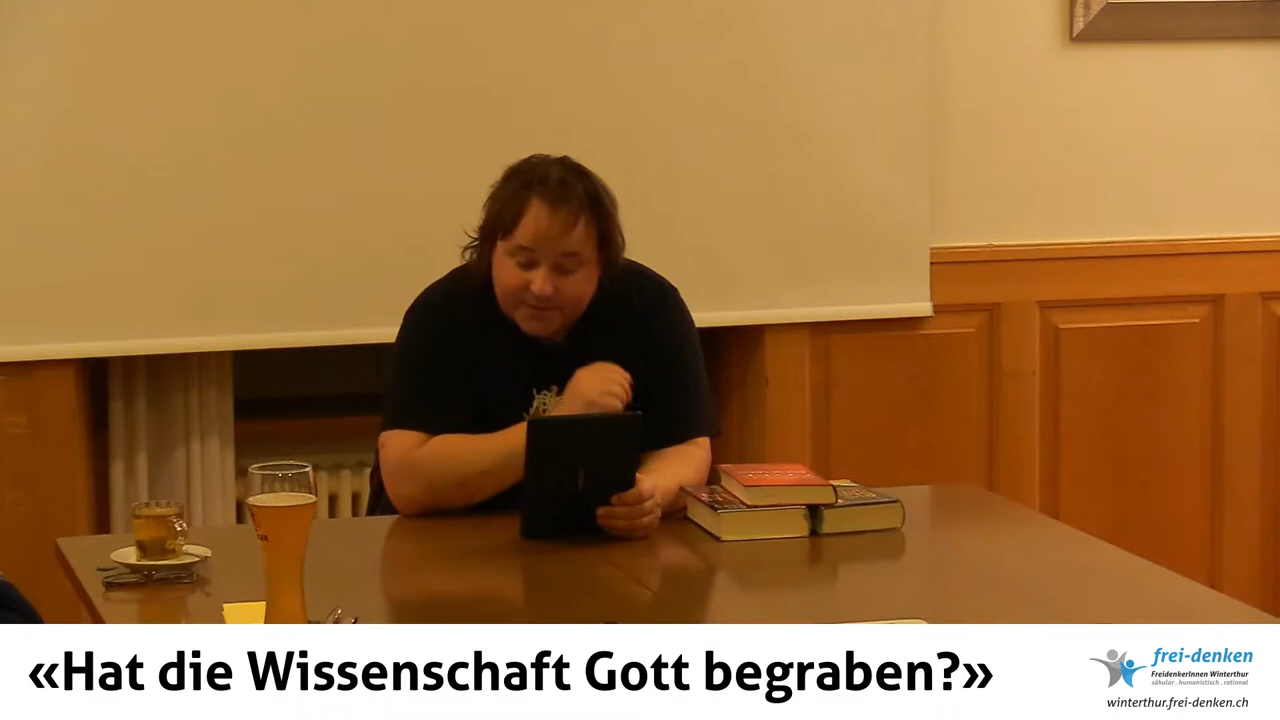 «Hat die Wissenschaft Gott begraben?»
frei-denken
FreidenkerInnen Winterthur
säkular . humanistisch . rational
winterthur.frei-denken.ch